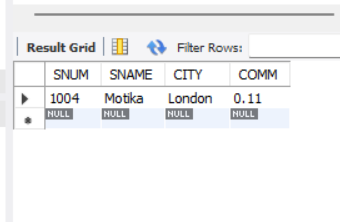 Result Grid Filter Rows:
SNUM SNAME CITY COMM
1004 Motika London 0.11
NULL NULL NULL NULL